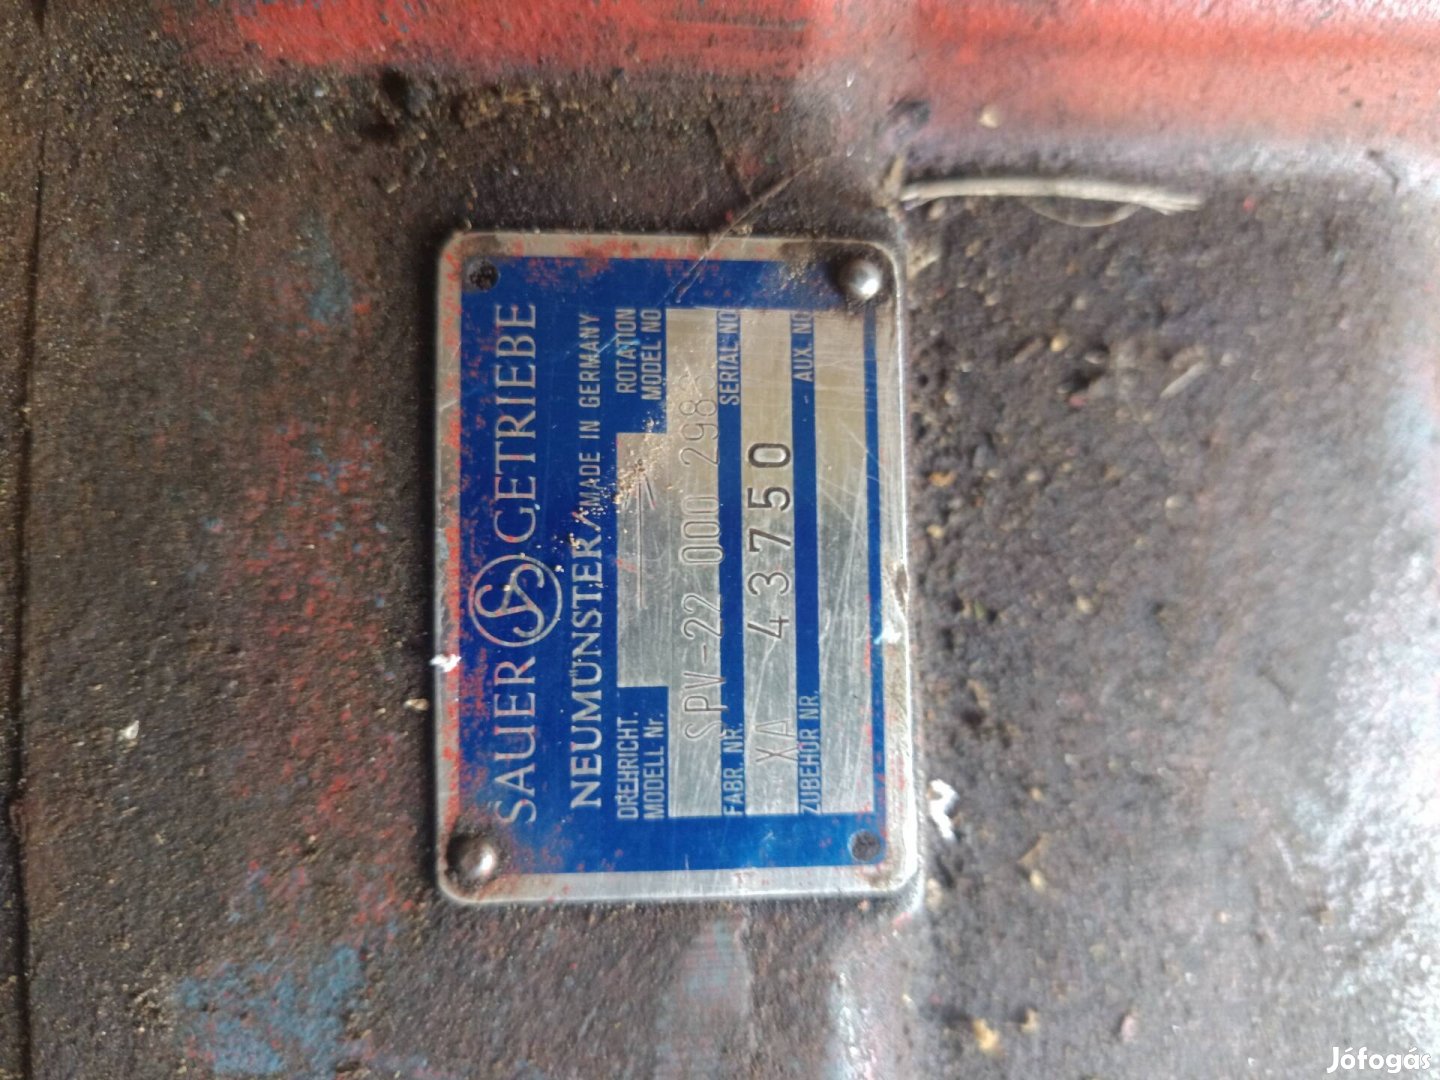 SAUER GETRIEBE
NEUMÜNSTER/MADE IN GERMANY
DREHRICHT. ROTATION
MODELL Nr. MODEL NO
SPV-22 000 298
FABR. NR. SERIAL NO
XA 43750
ZUBEHÖR NR. AUX. NO
Jófogás